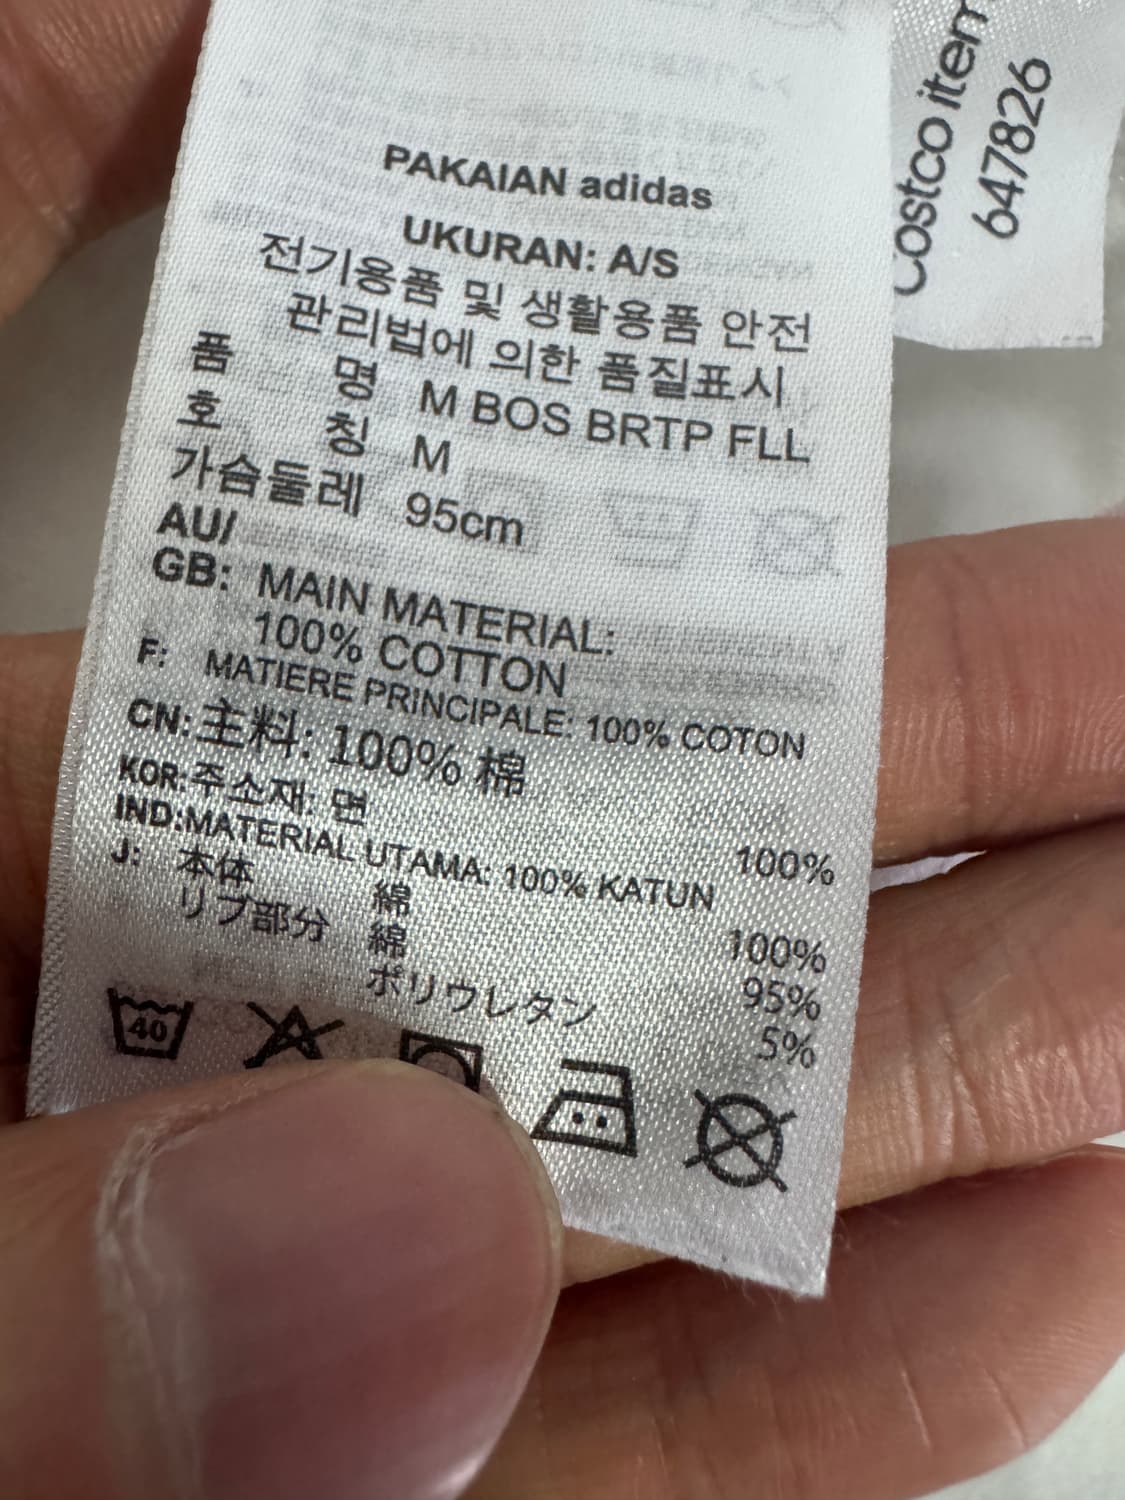 PAKAIAN adidas
UKURAN: A/S
전기용품 및 생활용품 안전
관리법에 의한 품질표시
품 명 M BOS BRTP FLL
호 칭 M
가슴둘레 95cm
AU/
GB: MAIN MATERIAL:
100% COTTON
F: MATIERE PRINCIPALE: 100% COTON
CN: 主料: 100% 棉
KOR: 주소재: 면 100%
IND:MATERIAL UTAMA: 100% KATUN
J: 本体 綿 100%
リブ部分 綿 95%
ポリウレタン 5%
40
Costco item
647826